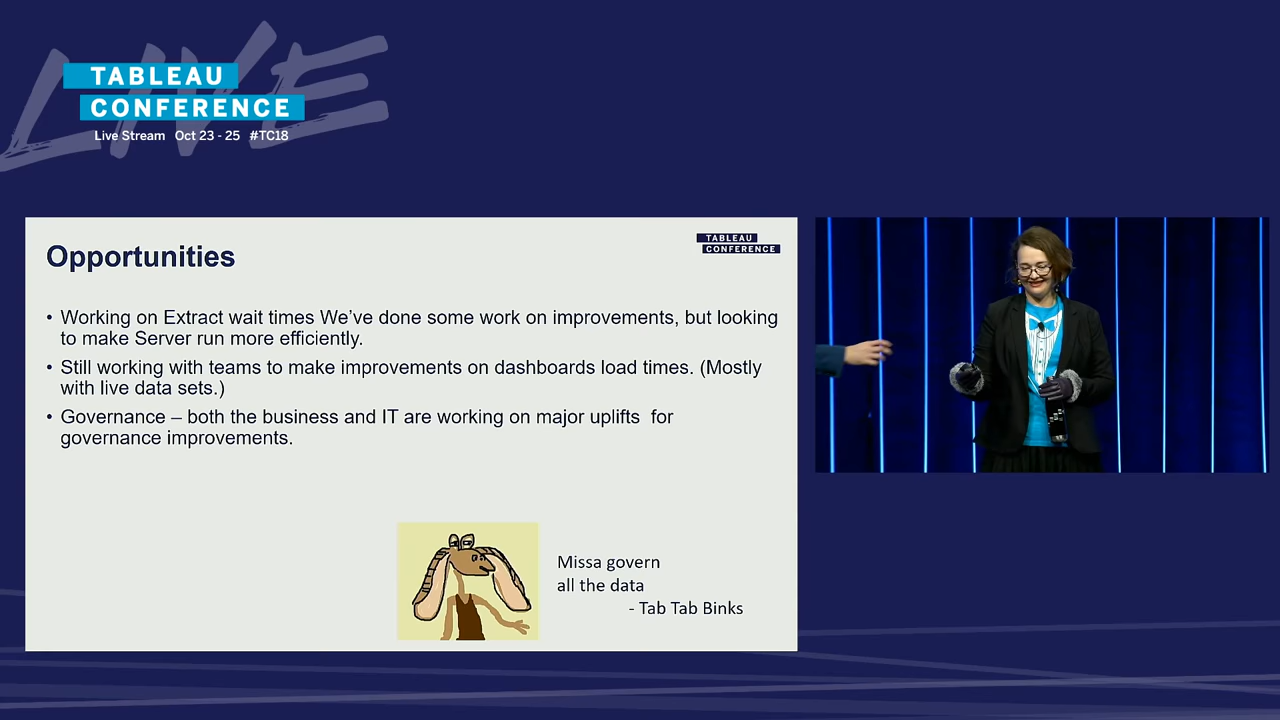 LIVE
TABLEAU
CONFERENCE
Live Stream Oct 23 - 25 #TC18
Opportunities
TABLEAU
CONFERENCE
• Working on Extract wait times We’ve done some work on improvements, but looking
to make Server run more efficiently.
• Still working with teams to make improvements on dashboards load times. (Mostly
with live data sets.)
• Governance – both the business and IT are working on major uplifts  for
governance improvements.
Missa govern
all the data
- Tab Tab Binks